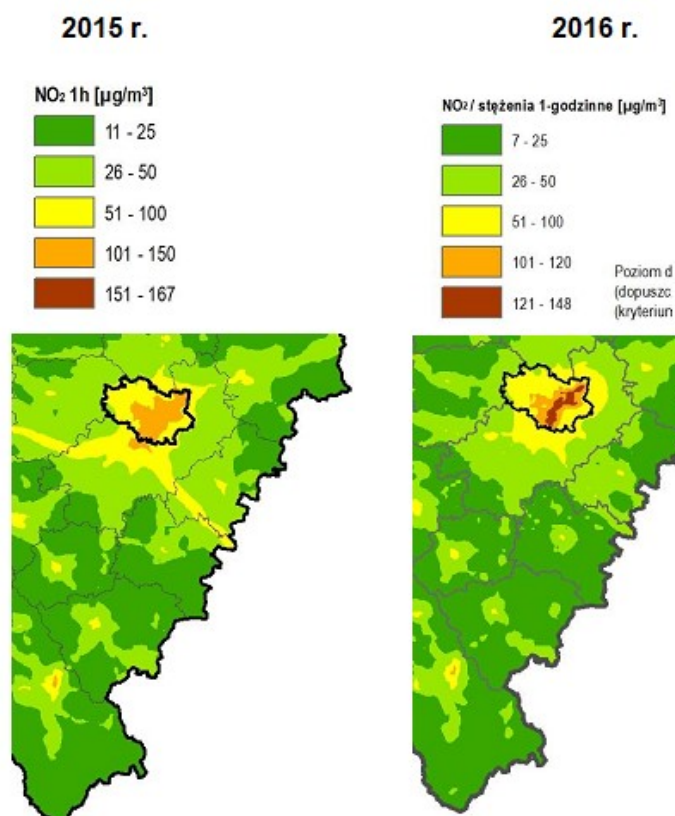 2015 r.
2016 r.
NO₂ 1h [µg/m³]
11 - 25
26 - 50
51 - 100
101 - 150
151 - 167
NO² / stężenia 1-godzinne [µg/m³]
7 - 25
26 - 50
51 - 100
101 - 120
121 - 148
Poziom d
(dopuszc
(kryteriun